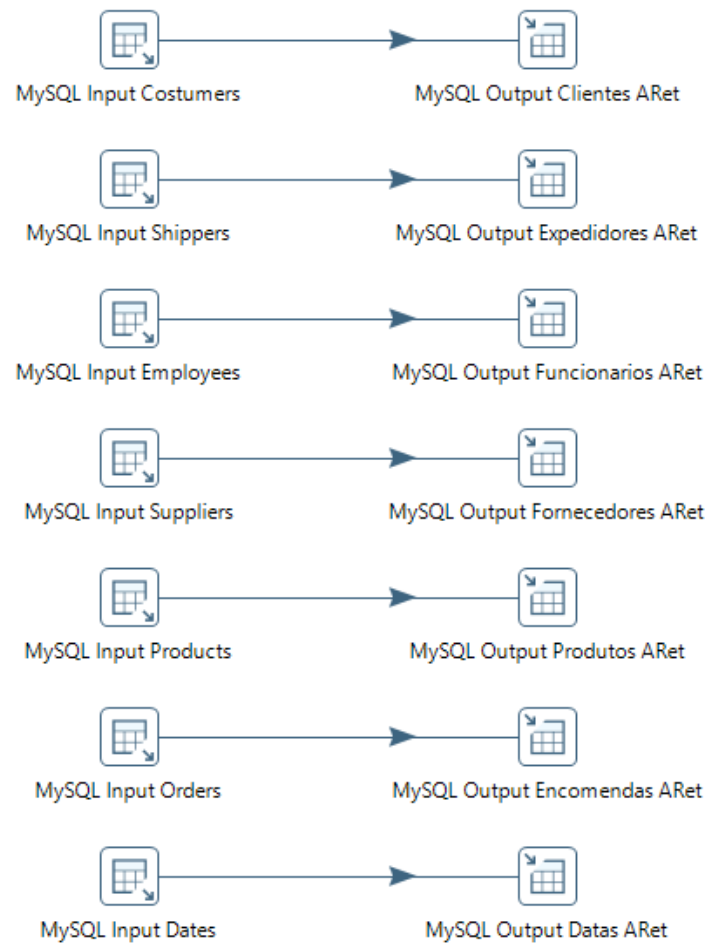 MySQL Input Costumers
MySQL Output Clientes ARet
MySQL Input Shippers
MySQL Output Expedidores ARet
MySQL Input Employees
MySQL Output Funcionarios ARet
MySQL Input Suppliers
MySQL Output Fornecedores ARet
MySQL Input Products
MySQL Output Produtos ARet
MySQL Input Orders
MySQL Output Encomendas ARet
MySQL Input Dates
MySQL Output Datas ARet